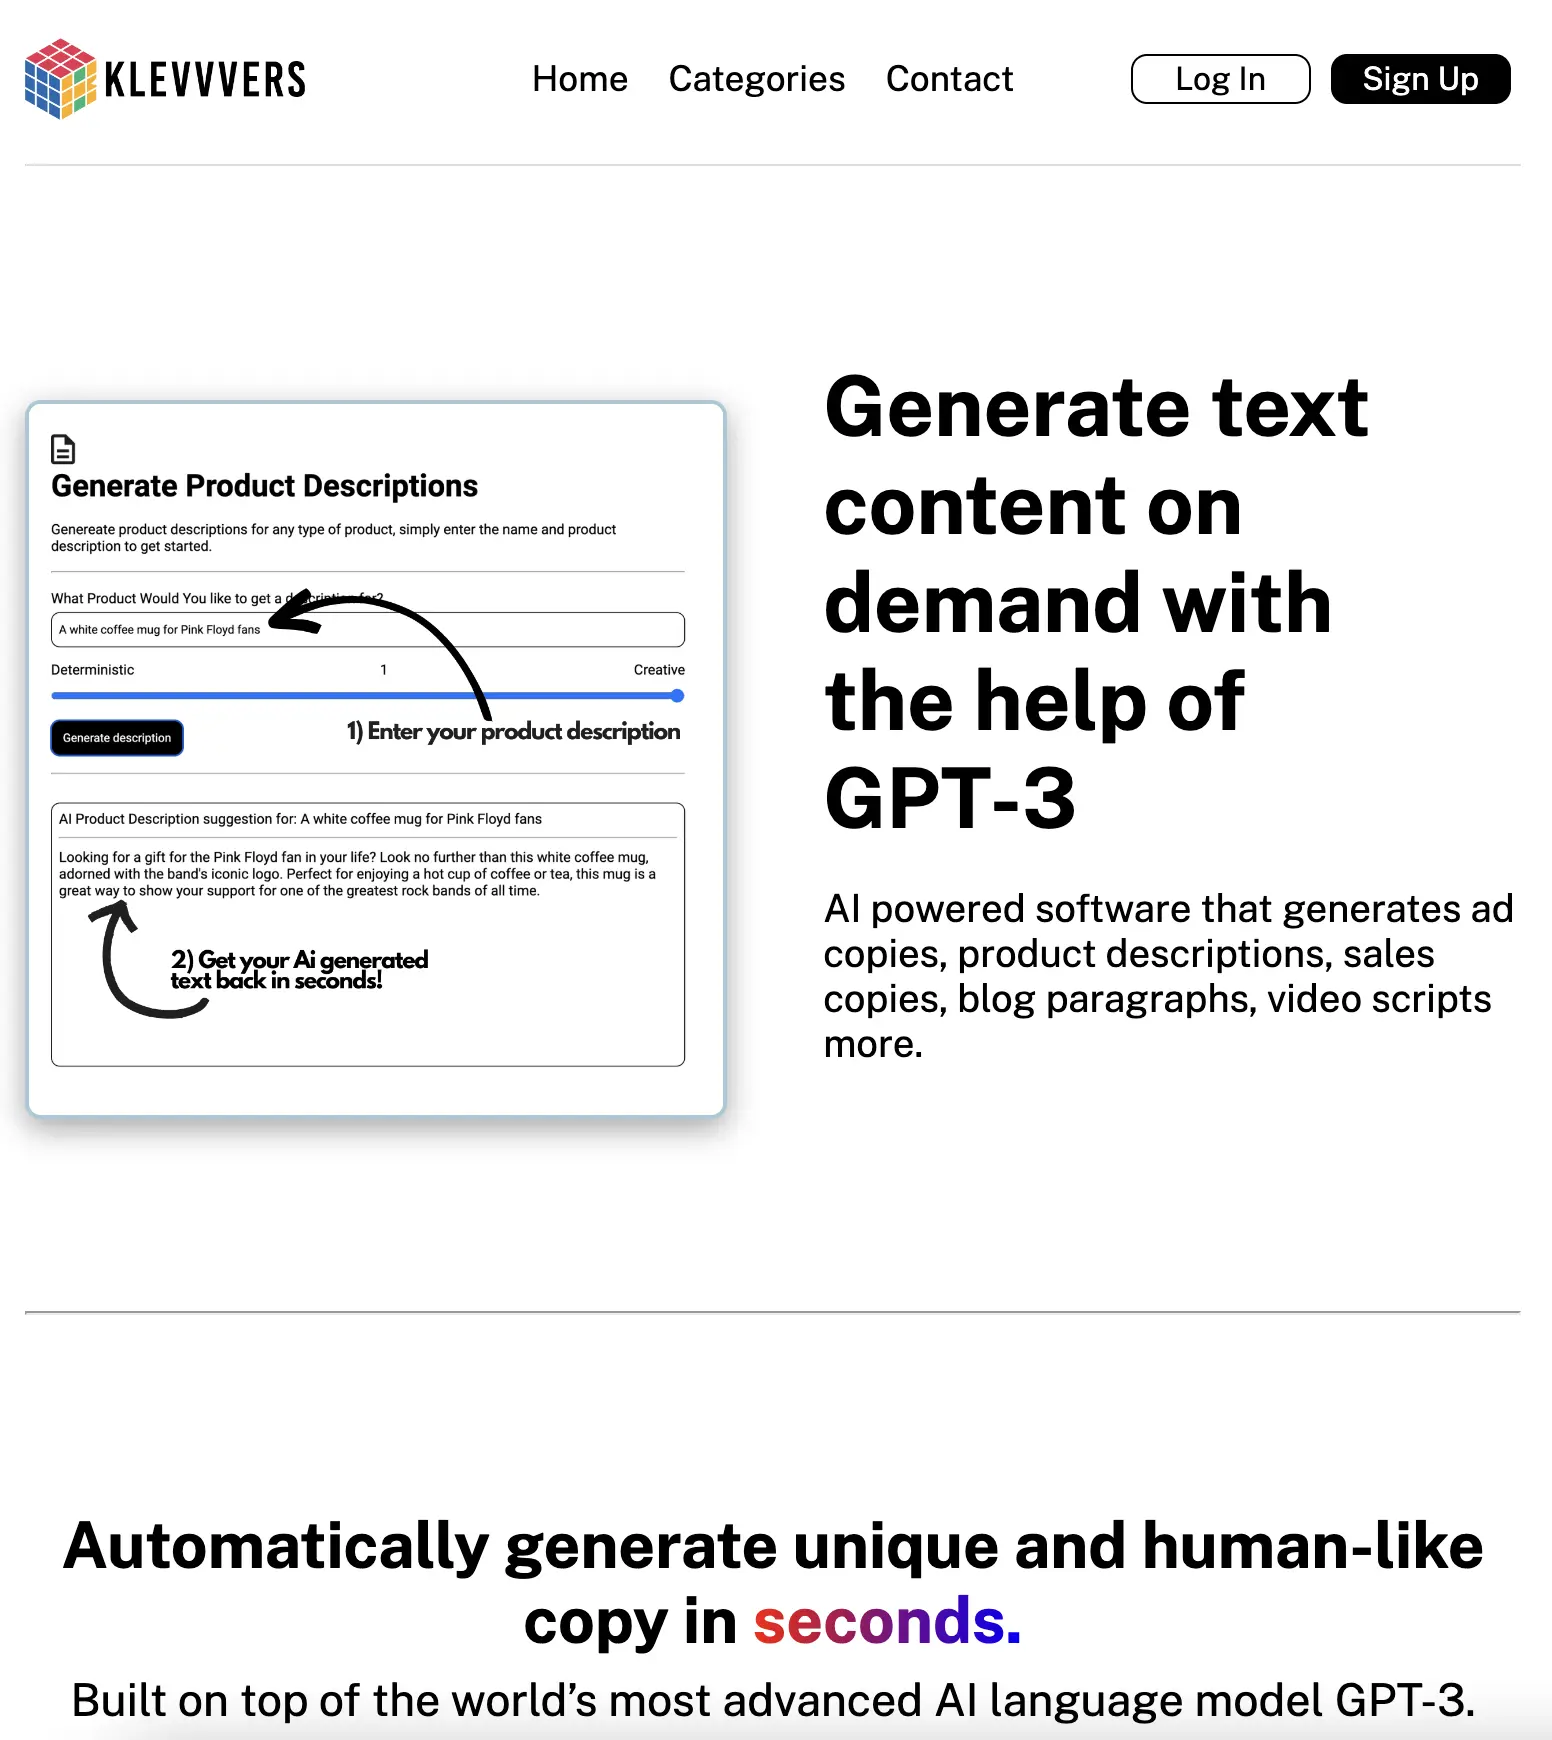 KLEVVVERS
Home Categories Contact
Log In Sign Up
Generate Product Descriptions
Genereate product descriptions for any type of product, simply enter the name and product
description to get started.
What Product Would You like to get a description for?
A white coffee mug for Pink Floyd fans
Deterministic 1 Creative
Generate description
1) Enter your product description
AI Product Description suggestion for: A white coffee mug for Pink Floyd fans
Looking for a gift for the Pink Floyd fan in your life? Look no further than this white coffee mug,
adorned with the band's iconic logo. Perfect for enjoying a hot cup of coffee or tea, this mug is a
great way to show your support for one of the greatest rock bands of all time.
2) Get your Ai generated
text back in seconds!
Generate text
content on
demand with
the help of
GPT-3
AI powered software that generates ad
copies, product descriptions, sales
copies, blog paragraphs, video scripts
more.
Automatically generate unique and human-like
copy in seconds.
Built on top of the world’s most advanced AI language model GPT-3.